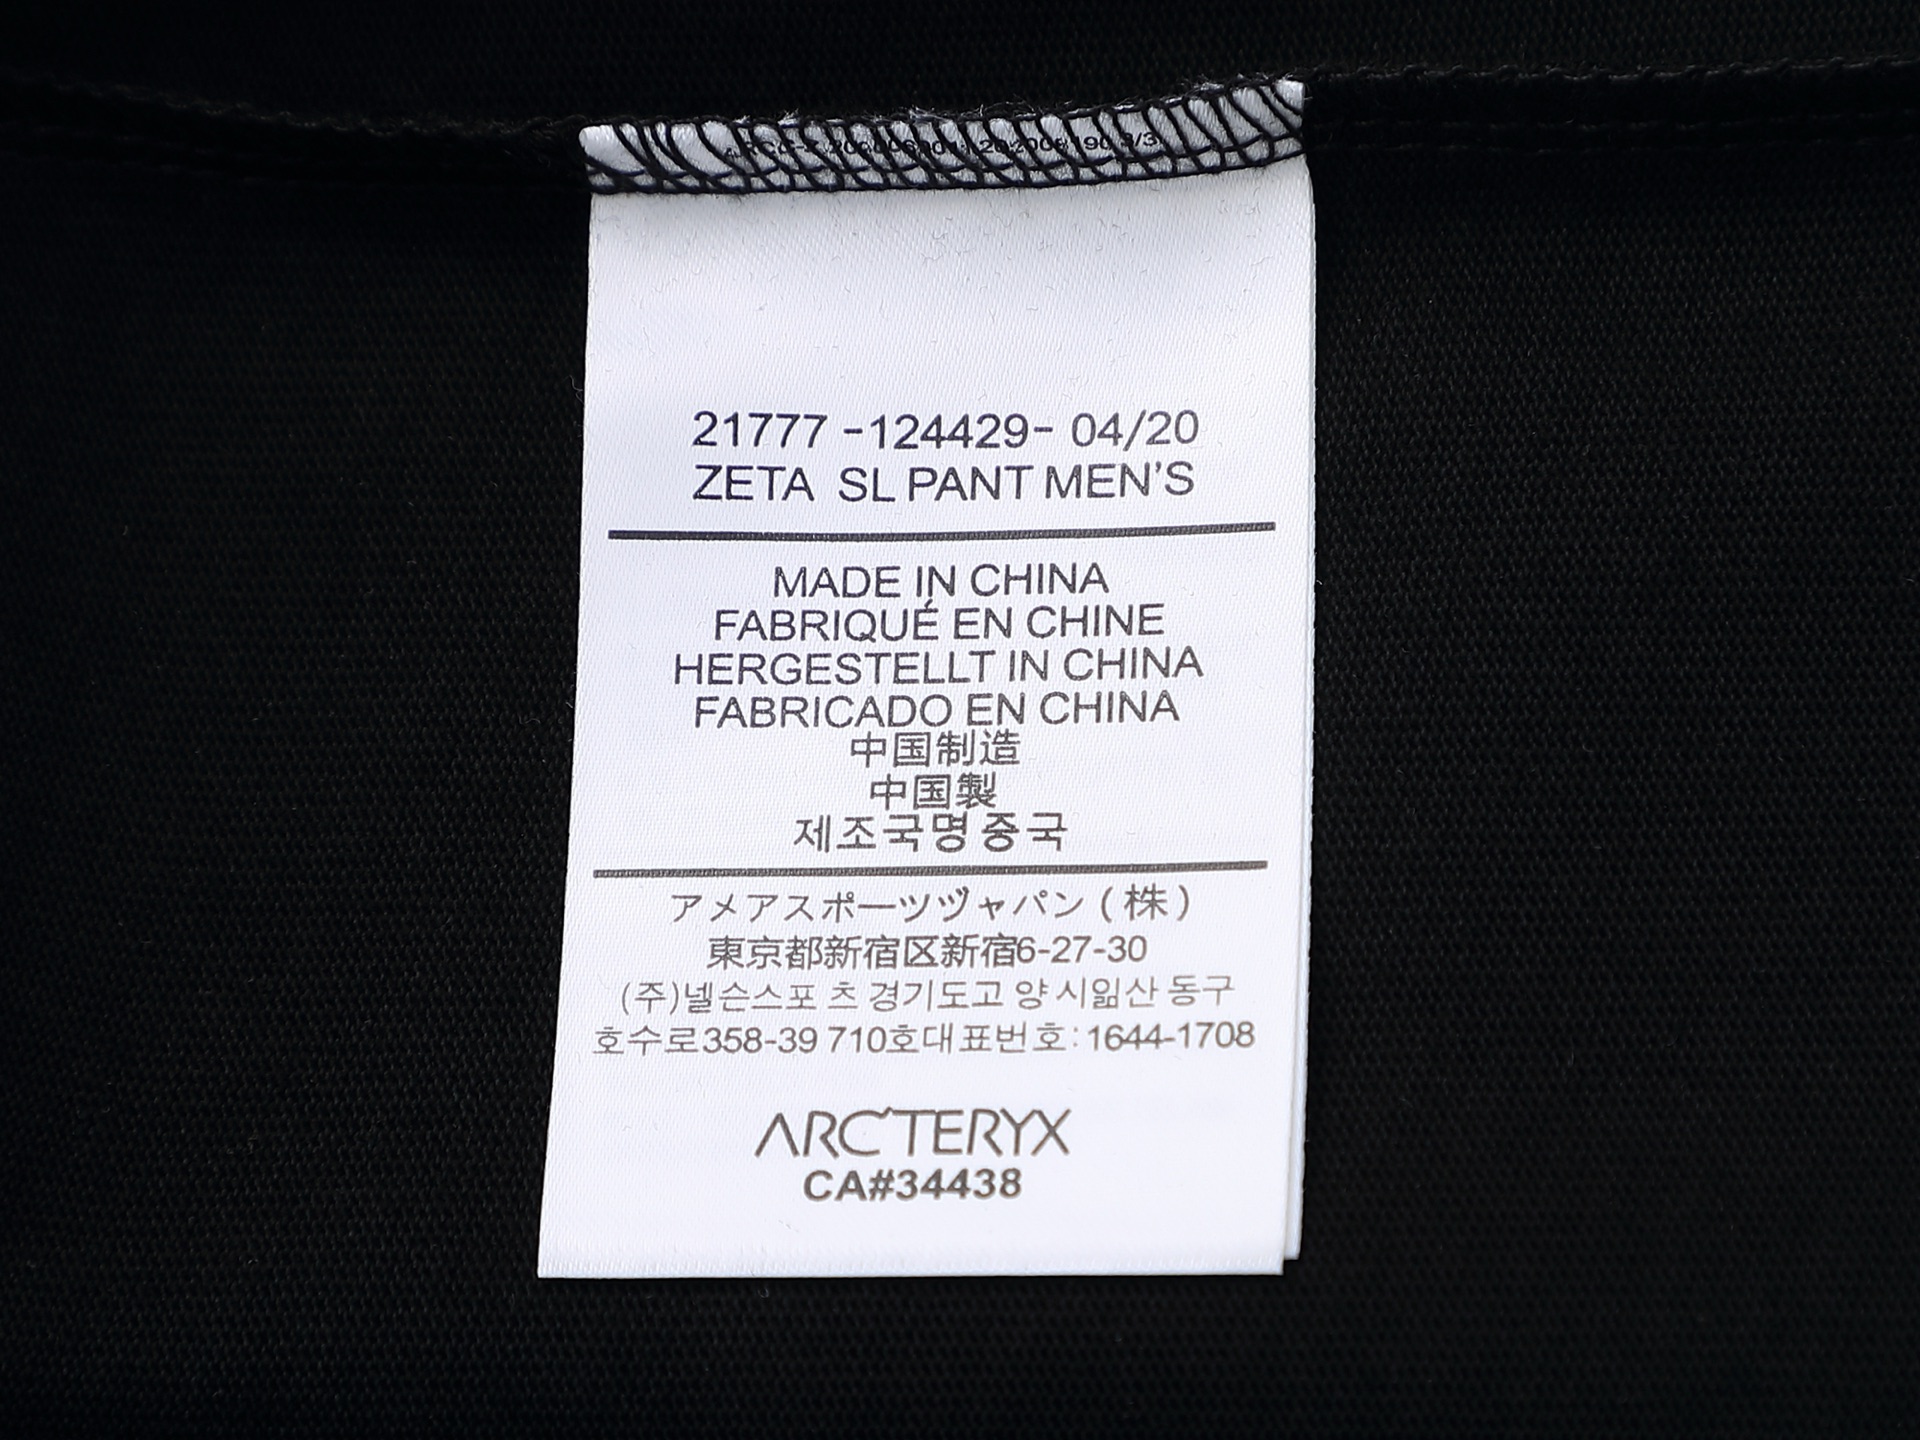 21777 -124429- 04/20
ZETA SL PANT MEN'S
MADE IN CHINA
FABRIQUÉ EN CHINE
HERGESTELLT IN CHINA
FABRICADO EN CHINA
中国制造
中国製
제조국명중국
アメアスポーツヅャパン(株)
東京都新宿区新宿6-27-30
(주)넬슨스포츠 경기도고양시읾산동구
호수로358-39 710호대표번호:1644-1708
ARC'TERYX
CA#34438